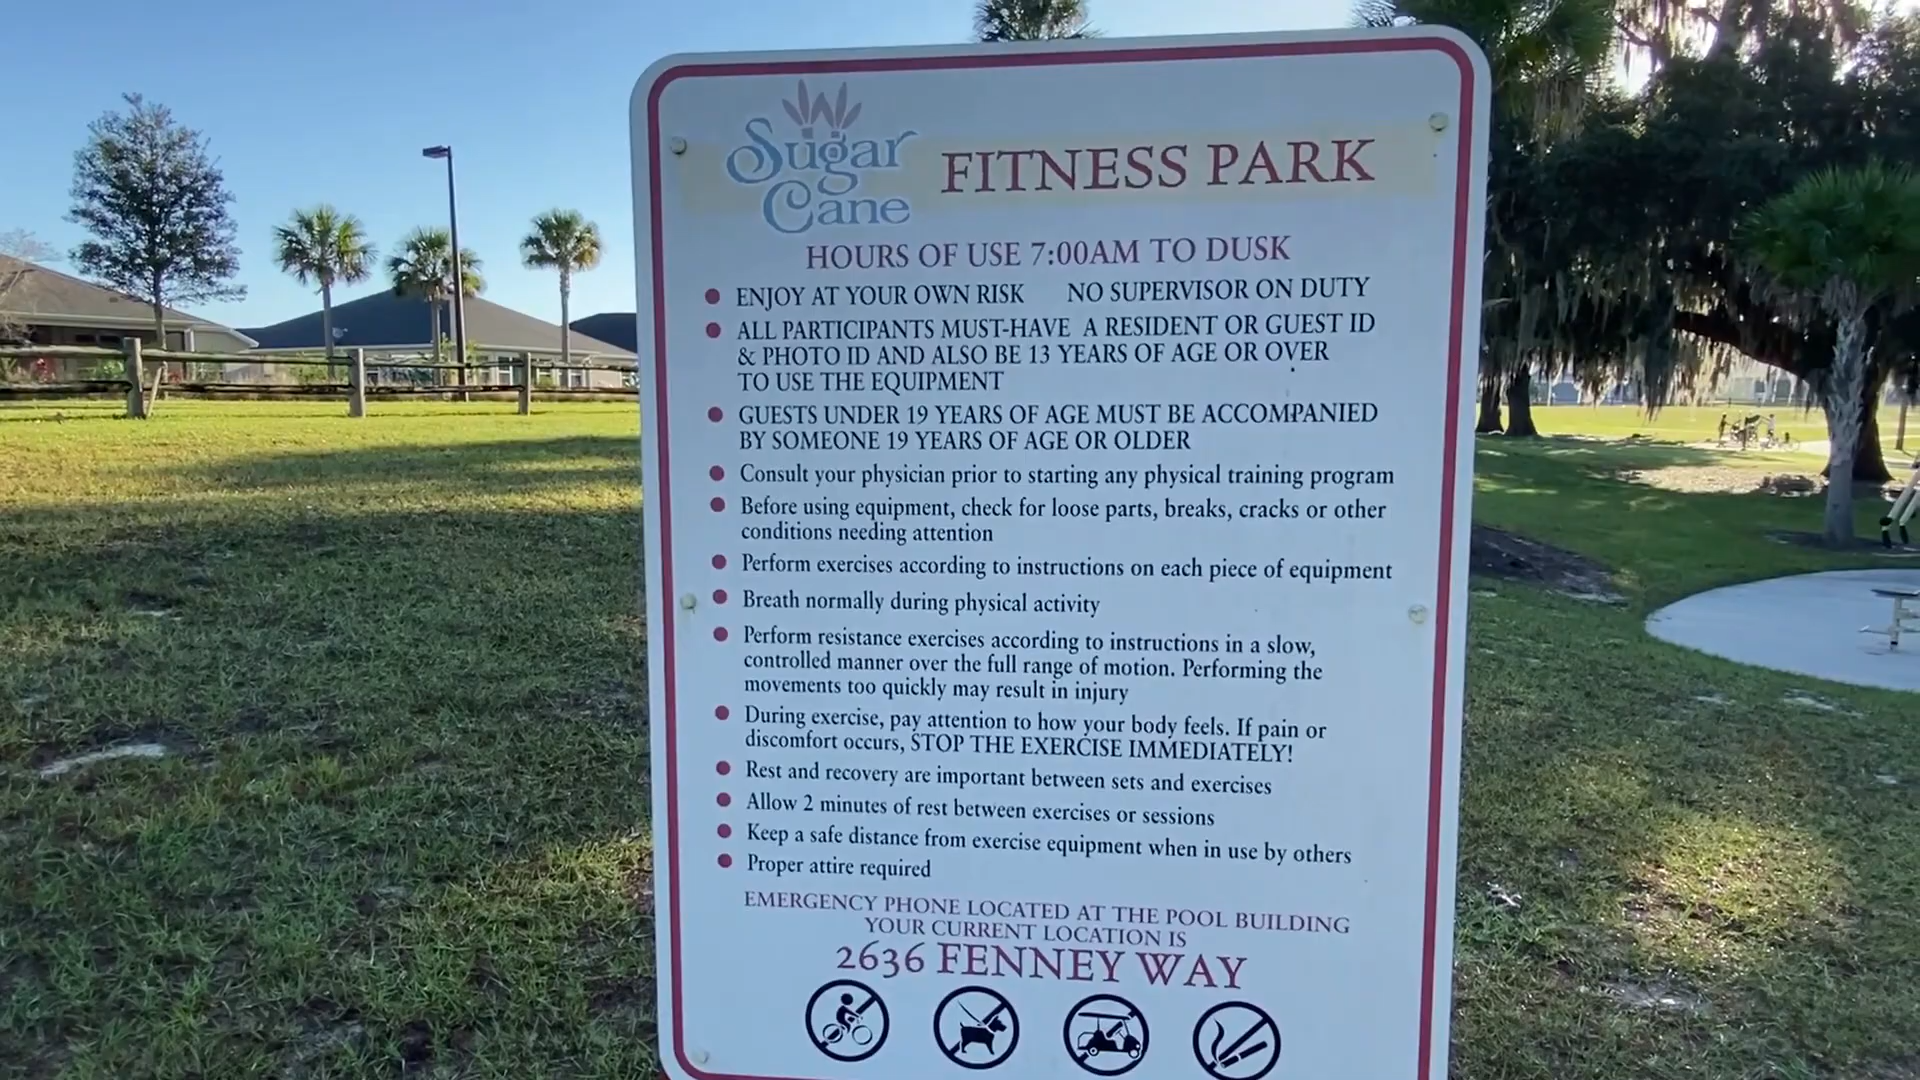 Sugar
Cane
FITNESS PARK
HOURS OF USE 7:00AM TO DUSK
ENJOY AT YOUR OWN RISK NO SUPERVISOR ON DUTY
ALL PARTICIPANTS MUST-HAVE A RESIDENT OR GUEST ID
& PHOTO ID AND ALSO BE 13 YEARS OF AGE OR OVER
TO USE THE EQUIPMENT
GUESTS UNDER 19 YEARS OF AGE MUST BE ACCOMPANIED
BY SOMEONE 19 YEARS OF AGE OR OLDER
Consult your physician prior to starting any physical training program
Before using equipment, check for loose parts, breaks, cracks or other
conditions needing attention
Perform exercises according to instructions on each piece of equipment
Breath normally during physical activity
Perform resistance exercises according to instructions in a slow,
controlled manner over the full range of motion. Performing the
movements too quickly may result in injury
During exercise, pay attention to how your body feels. If pain or
discomfort occurs, STOP THE EXERCISE IMMEDIATELY!
Rest and recovery are important between sets and exercises
Allow 2 minutes of rest between exercises or sessions
Keep a safe distance from exercise equipment when in use by others
Proper attire required
EMERGENCY PHONE LOCATED AT THE POOL BUILDING
YOUR CURRENT LOCATION IS
2636 FENNEY WAY